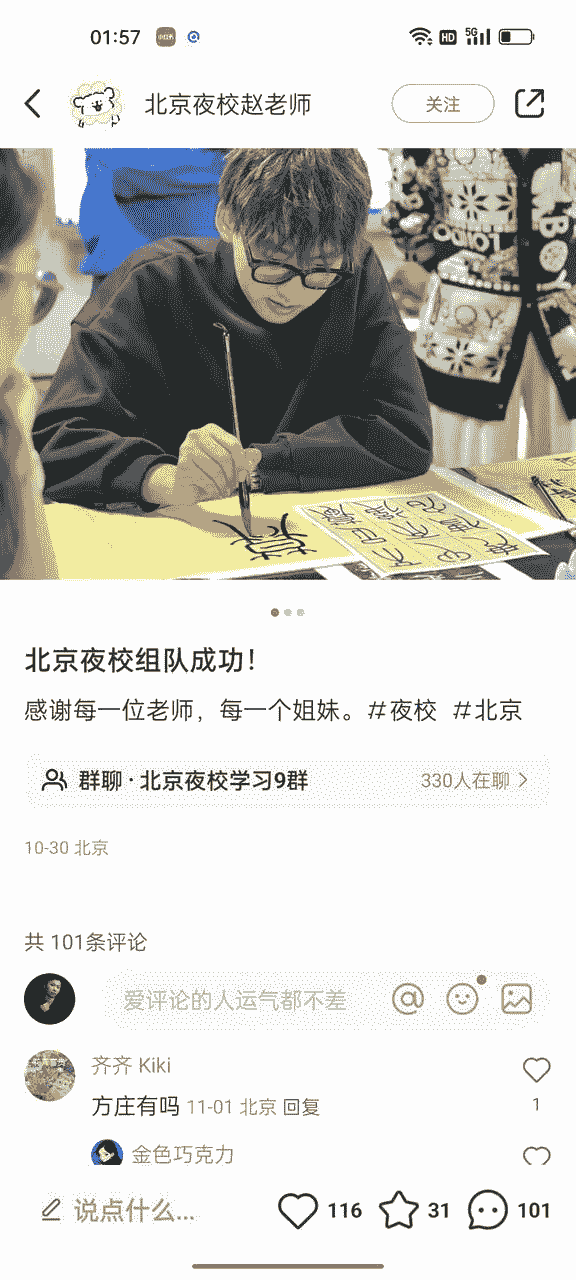 01:57
HD 5G
北京夜校赵老师
关注
北京夜校组队成功！
感谢每一位老师，每一个姐妹。#夜校 #北京
群聊·北京夜校学习9群 330人在聊
10-30 北京
共 101条评论
爱评论的人运气都不差
齐齐 Kiki
方庄有吗 11-01 北京 回复
1
金色巧克力
说点什么... 116 31 101